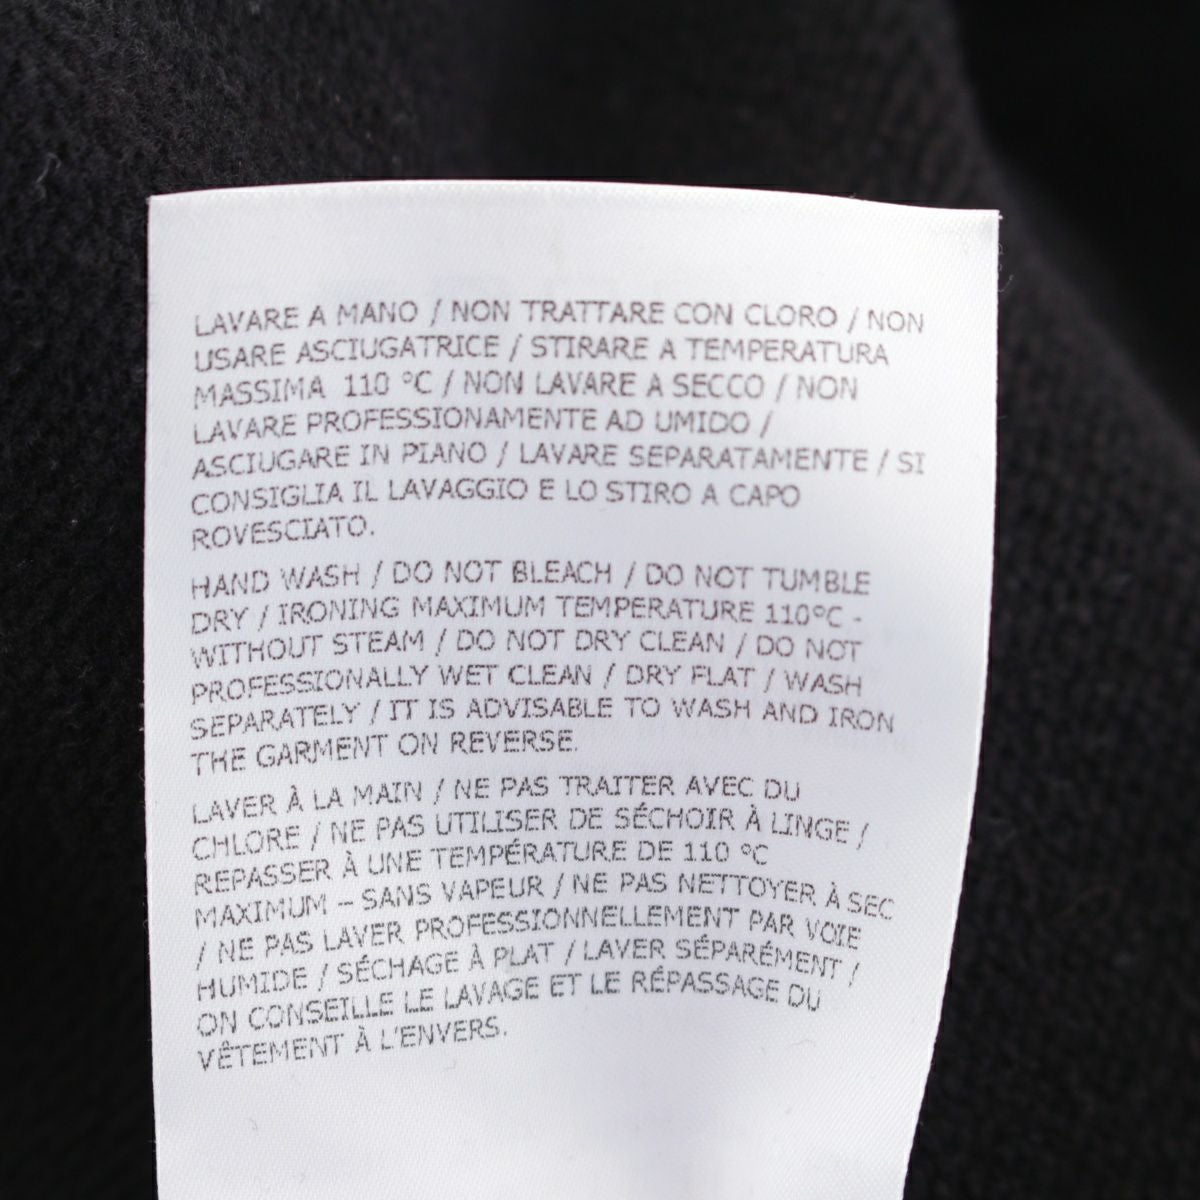 LAVARE A MANO / NON TRATTARE CON CLORO / NON
USARE ASCIUGATRICE / STIRARE A TEMPERATURA
MASSIMA 110 °C / NON LAVARE A SECCO / NON
LAVARE PROFESSIONAMENTE AD UMIDO /
ASCIUGARE IN PIANO / LAVARE SEPARATAMENTE / SI
CONSIGLIA IL LAVAGGIO E LO STIRO A CAPO
ROVESCIATO.
HAND WASH / DO NOT BLEACH / DO NOT TUMBLE
DRY / IRONING MAXIMUM TEMPERATURE 110°C -
WITHOUT STEAM / DO NOT DRY CLEAN / DO NOT
PROFESSIONALLY WET CLEAN / DRY FLAT / WASH
SEPARATELY / IT IS ADVISABLE TO WASH AND IRON
THE GARMENT ON REVERSE.
LAVER À LA MAIN / NE PAS TRAITER AVEC DU
CHLORE / NE PAS UTILISER DE SÉCHOIR À LINGE /
REPASSER À UNE TEMPÉRATURE DE 110 °C
MAXIMUM – SANS VAPEUR / NE PAS NETTOYER À SEC
/ NE PAS LAVER PROFESSIONNELLEMENT PAR VOIE
HUMIDE / SÉCHAGE À PLAT / LAVER SÉPARÉMENT /
ON CONSEILLE LE LAVAGE ET LE RÉPASSAGE DU
VÊTEMENT À L'ENVERS.